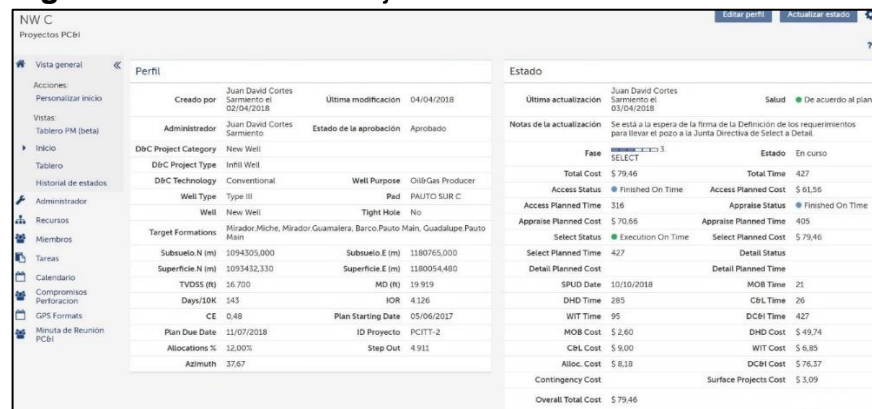 NW C
Proyectos PC&I
Editar perfil
Actualizar estado
?
Vista general «
Acciones:
Personalizar inicio
Vistas:
Tablero PM (beta)
Inicio
Tablero
Historial de estados
Administrador
Recursos
Miembros
Tareas
Calendario
Compromisos
Perforacion
GPS Formats
Minuta de Reunión
PC&I
Perfil
Creado por Juan David Cortes Sarmiento el 02/04/2018 Última modificación 04/04/2018
Administrador Juan David Cortes Sarmiento Estado de la aprobación Aprobado
D&C Project Category New Well
D&C Project Type Infill Well
D&C Technology Conventional Well Purpose Oil&Gas Producer
Well Type Type III Pad PAUTO SUR C
Well New Well Tight Hole No
Target Formations Mirador,Miche, Mirador,Guamalera, Barco,Pauto Main, Guadalupe,Pauto
Main
Subsuelo.N (m) 1094305,000 Subsuelo.E (m) 1180765,000
Superficie.N (m) 1093432,330 Superficie.E (m) 1180054,480
TVDSS (ft) 16.700 MD (ft) 19.919
Days/10K 143 IOR 4.126
CE 0,48 Plan Starting Date 05/06/2017
Plan Due Date 11/07/2018 ID Proyecto PCITT-2
Allocations % 12,00% Step Out 4.911
Azimuth 37,67
Estado
Última actualización Juan David Cortes Sarmiento el 03/04/2018 Salud De acuerdo al plan
Notas de la actualización Se está a la espera de la firma de la Definición de los requerimientos
para llevar el pozo a la Junta Directiva de Select a Detail.
Fase 3. SELECT Estado En curso
Total Cost $ 79,46 Total Time 427
Access Status Finished On Time Access Planned Cost $ 61,56
Access Planned Time 316 Appraise Status Finished On Time
Appraise Planned Cost $ 70,66 Appraise Planned Time 405
Select Status Execution On Time Select Planned Cost $ 79,46
Select Planned Time 427 Detail Status
Detail Planned Cost Detail Planned Time
SPUD Date 10/10/2018 MOB Time 21
DHD Time 285 C&L Time 26
WIT Time 95 DC&I Time 427
MOB Cost $ 2,60 DHD Cost $ 49,74
C&L Cost $ 9,00 WIT Cost $ 6,85
Alloc. Cost $ 8,18 DC&I Cost $ 76,37
Contingency Cost Surface Projects Cost $ 3,09
Overall Total Cost $ 79,46